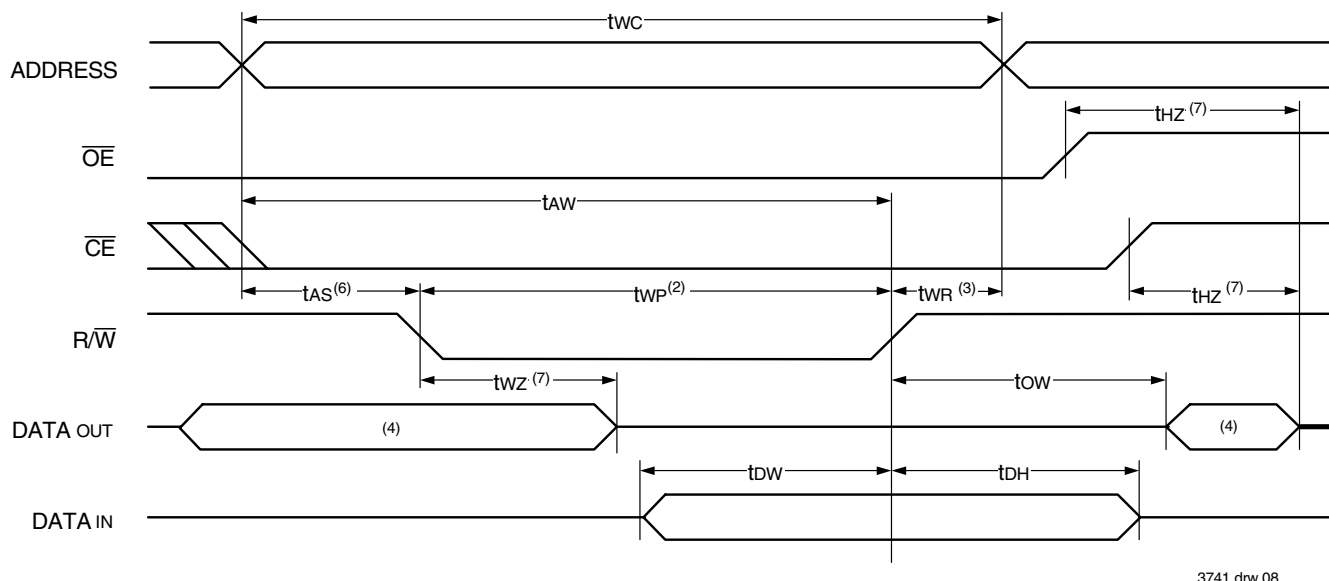 tWC
ADDRESS
tHZ (7)
OE
tAW
CE
tAS(6) tWP(2) tWR (3) tHZ (7)
R/W
tWZ (7) tOW
DATA OUT (4) (4)
tDW tDH
DATA IN
3741 drw 08